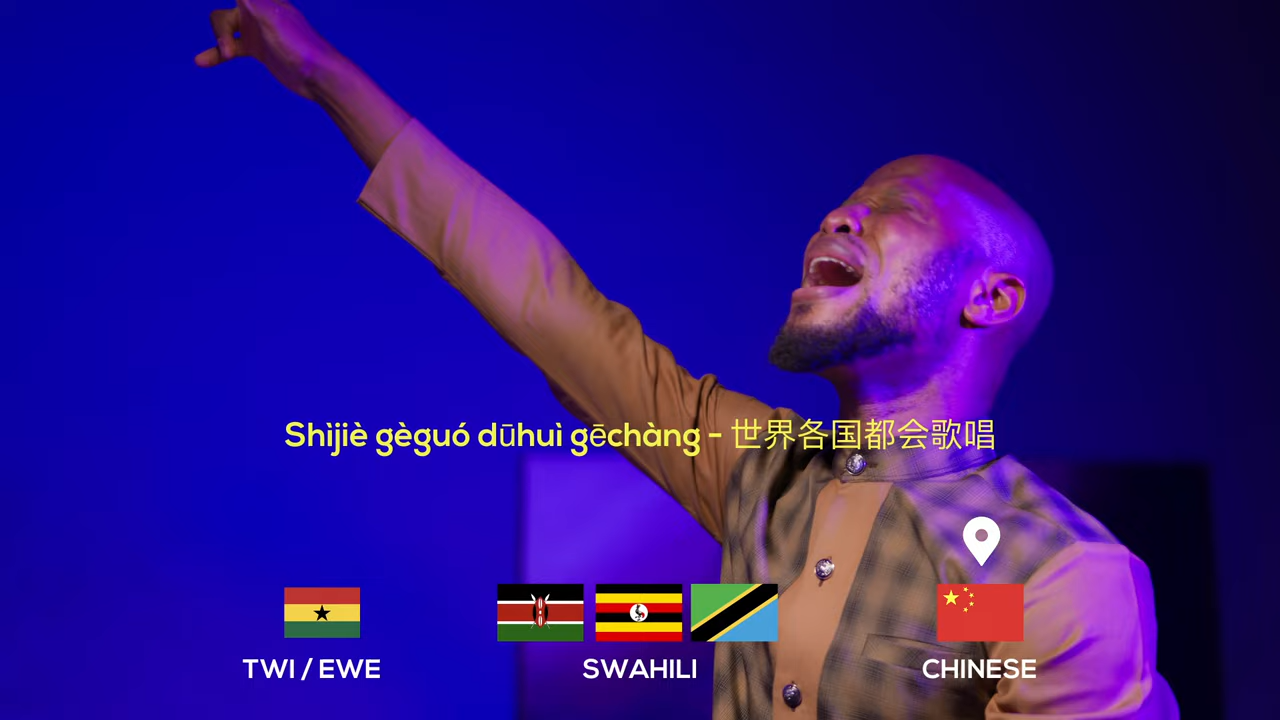 Shìjiè gèguó dūhuì gēchàng - 世界各国都会歌唱
TWI / EWE
SWAHILI
CHINESE